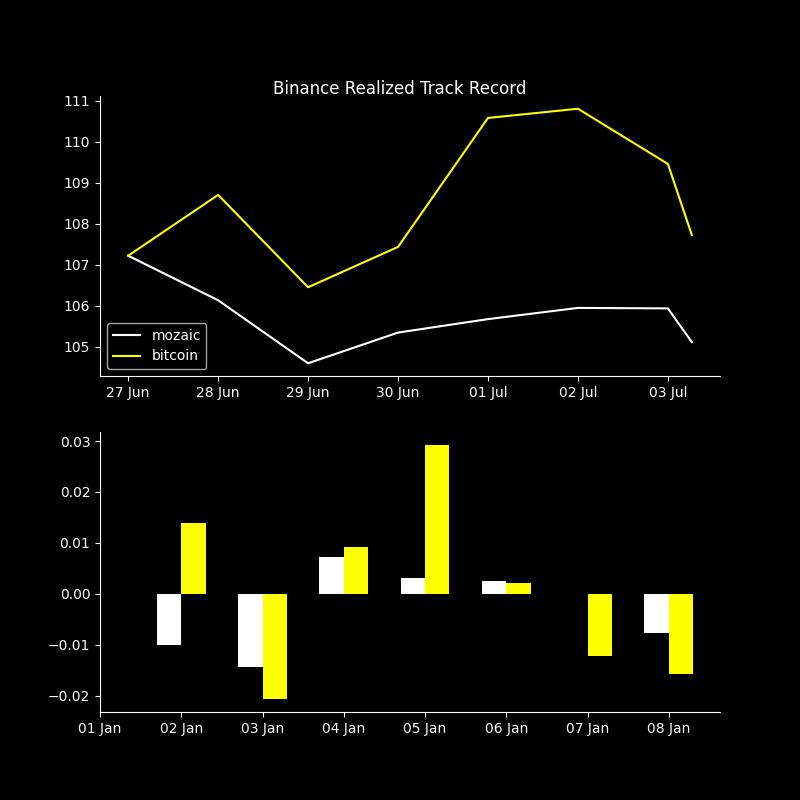 Binance Realized Track Record
111
110
109
108
107
106
105
mozaic
bitcoin
27 Jun 28 Jun 29 Jun 30 Jun 01 Jul 02 Jul 03 Jul
0.03
0.02
0.01
0.00
−0.01
−0.02
01 Jan 02 Jan 03 Jan 04 Jan 05 Jan 06 Jan 07 Jan 08 Jan